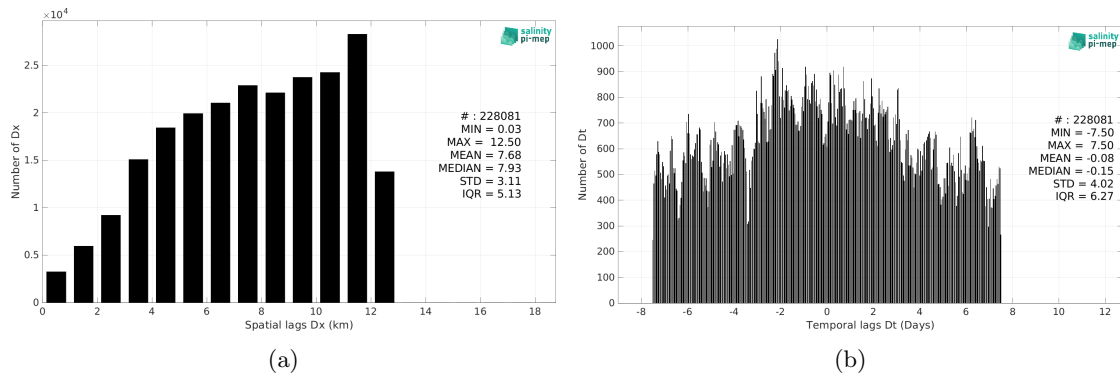 ×10⁴
2.5
2
1.5
1
0.5
0
0 2 4 6 8 10 12 14 16 18
Number of Dx
Spatial lags Dx (km)
salinity
pi-mep
# : 228081
MIN = 0.03
MAX = 12.50
MEAN = 7.68
MEDIAN = 7.93
STD = 3.11
IQR = 5.13
(a)
1000
900
800
700
600
500
400
300
200
100
0
-8 -6 -4 -2 0 2 4 6 8 10 12
Number of Dt
Temporal lags Dt (Days)
salinity
pi-mep
# : 228081
MIN = -7.50
MAX = 7.50
MEAN = -0.08
MEDIAN = -0.15
STD = 4.02
IQR = 6.27
(b)